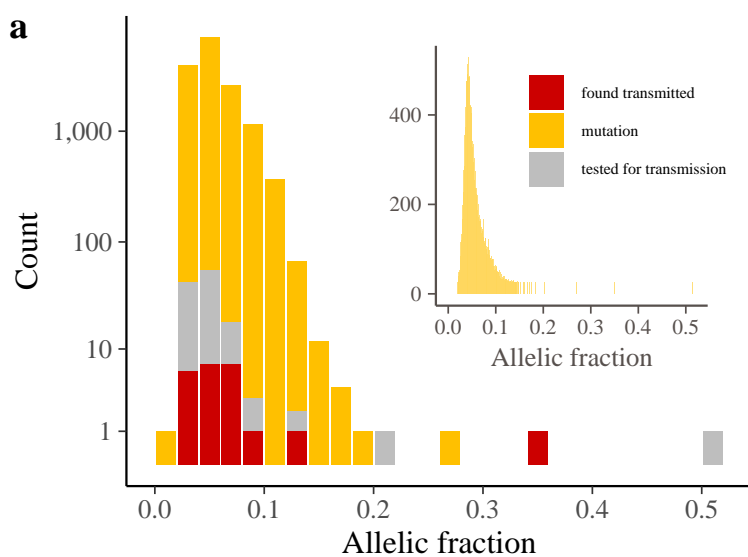 a
Count
1,000
100
10
1
0.0 0.1 0.2 0.3 0.4 0.5
Allelic fraction
400
200
0
0.0 0.1 0.2 0.3 0.4 0.5
Allelic fraction
found transmitted
mutation
tested for transmission